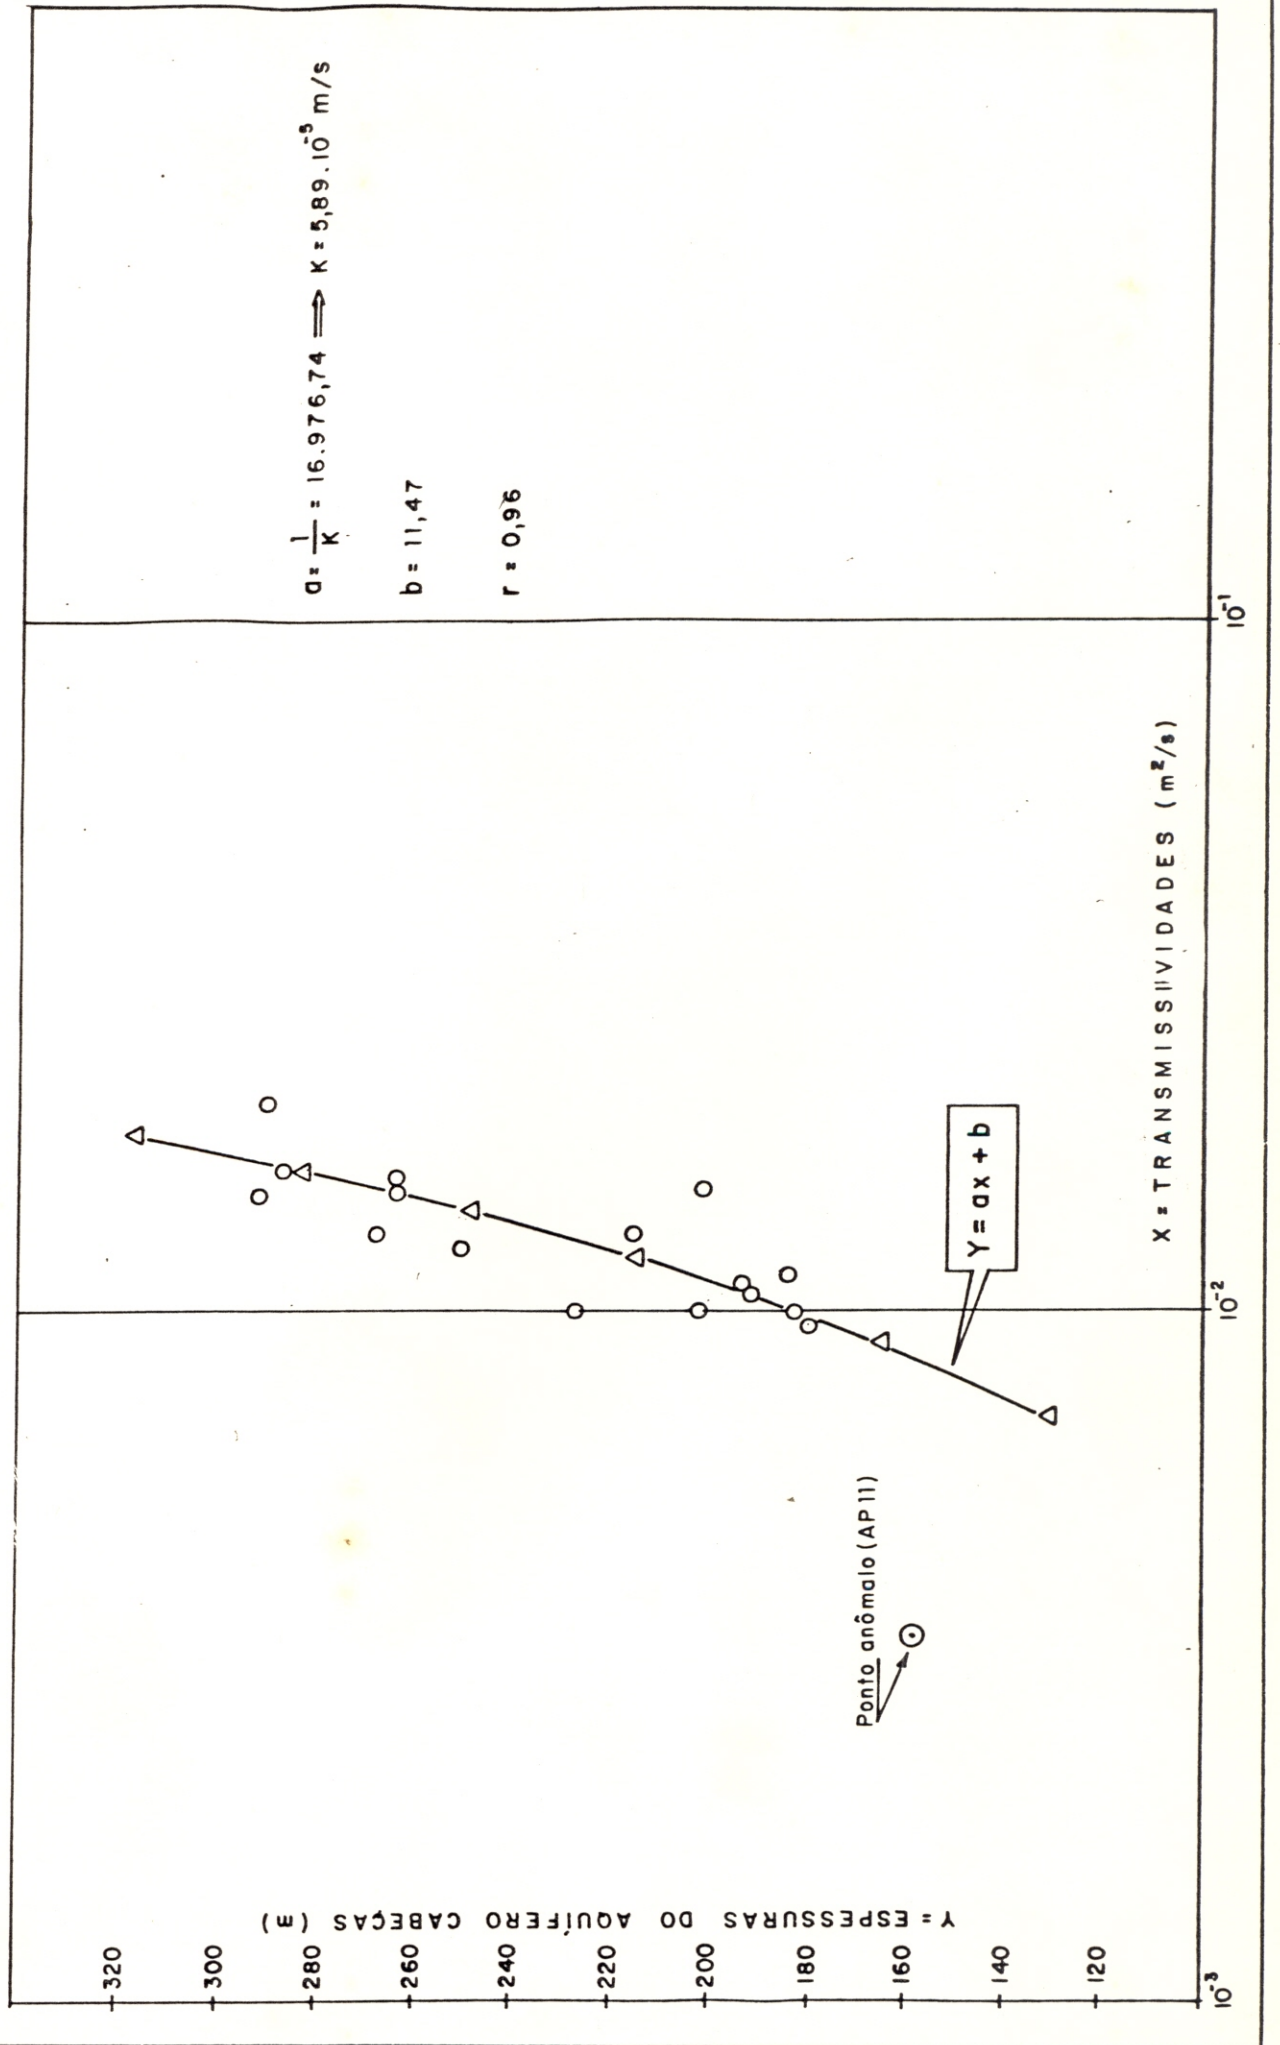 a = 1/K = 16.976,74 ⟹ K = 5,89.10⁻⁵ m/s
b = 11,47
r = 0,96
Y = ESPESSURAS DO AQUÍFERO CABEÇAS (m)
320
300
280
260
240
220
200
180
160
140
120
Ponto anômalo (AP11)
Y = ax + b
X = TRANSMISSIVIDADES (m²/s)
10⁻³
10⁻²
10⁻¹